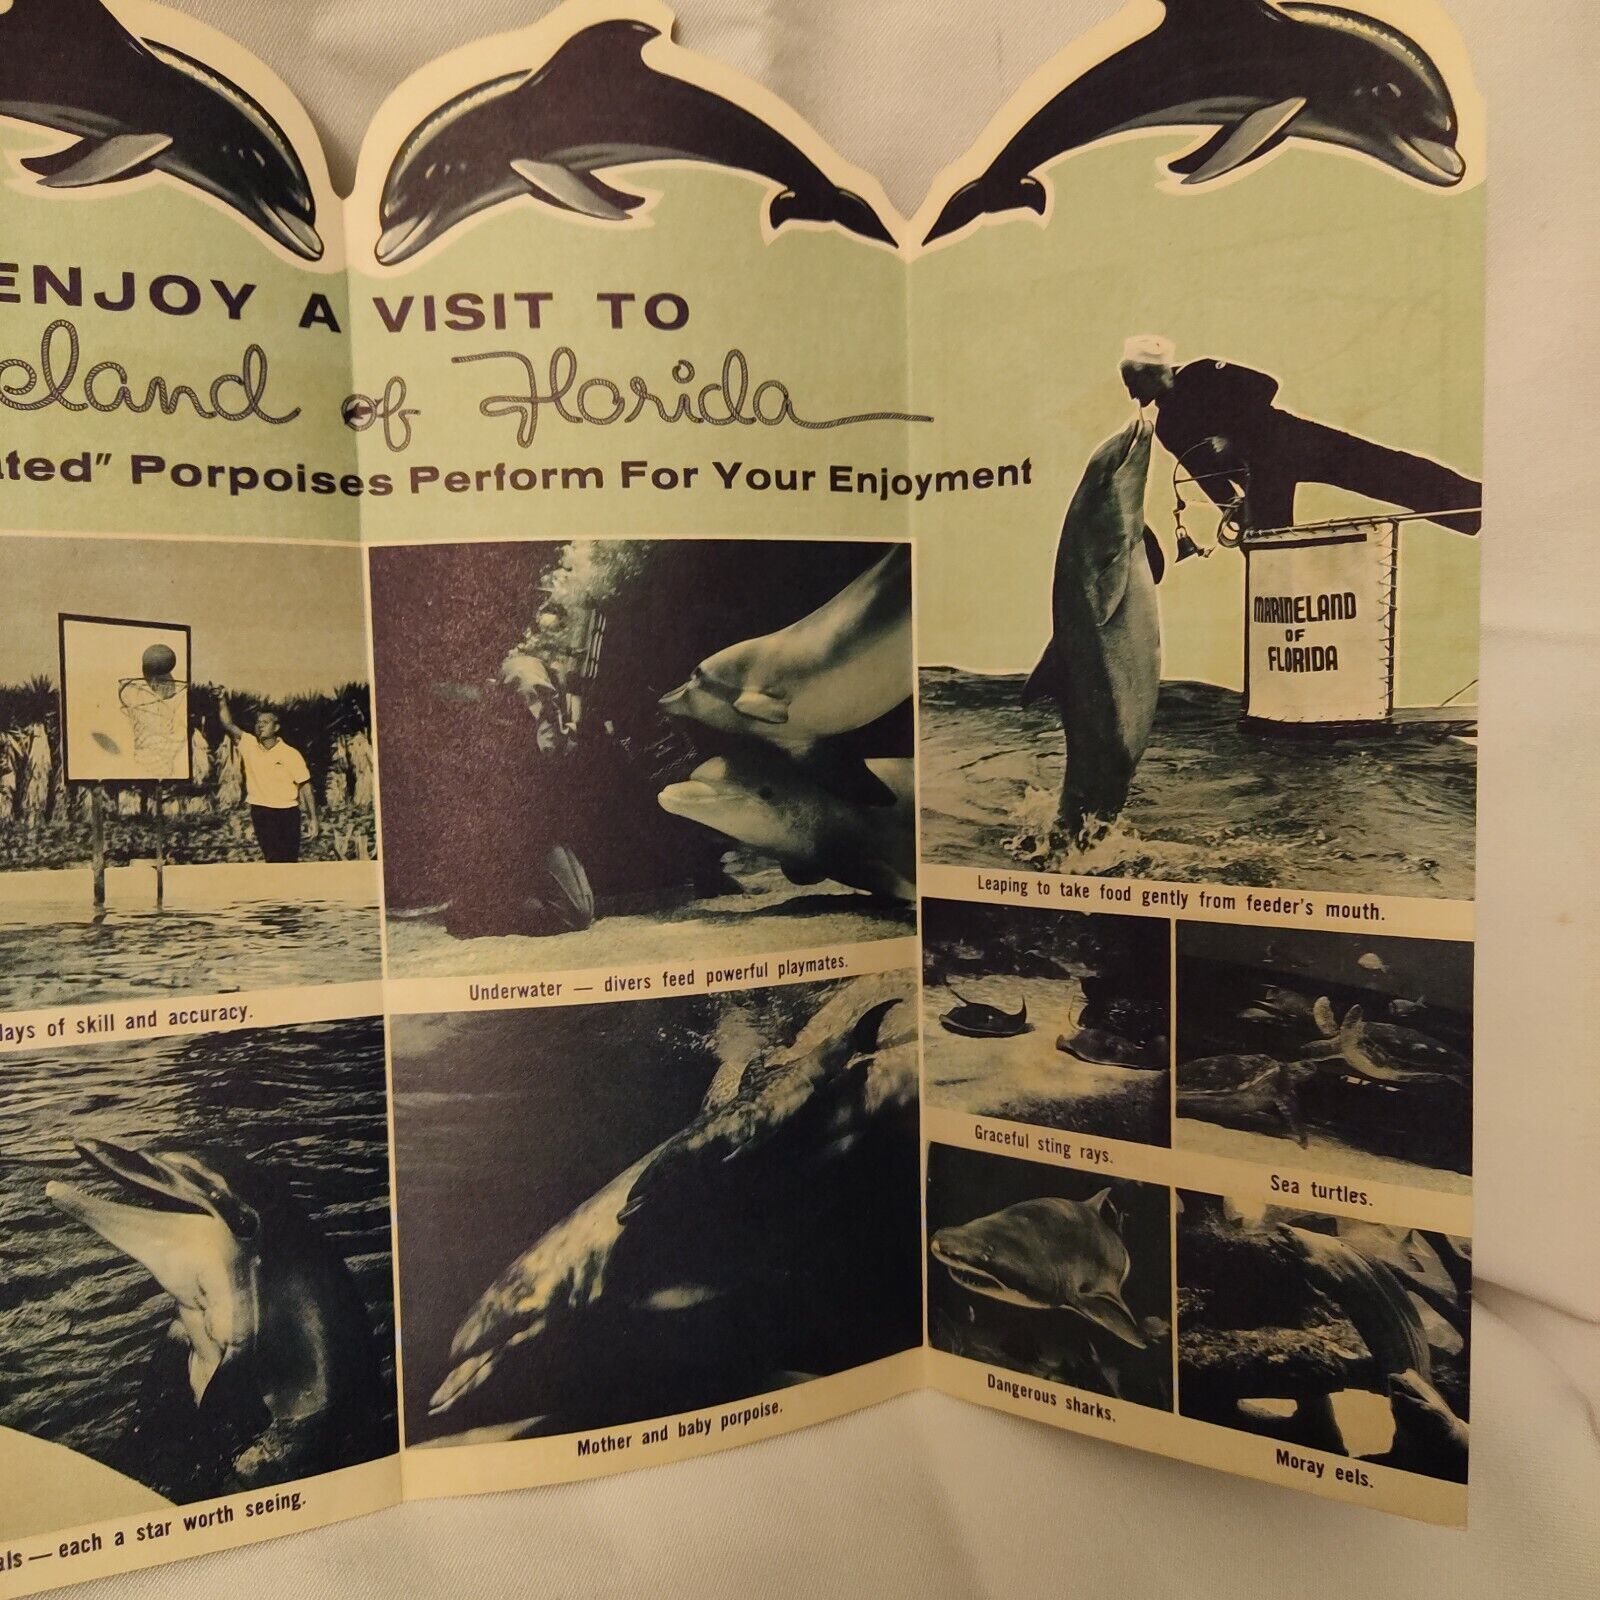 ENJOY A VISIT TO
eland of Florida
ated" Porpoises Perform For Your Enjoyment
MARINELAND
OF
FLORIDA
lays of skill and accuracy.
Underwater — divers feed powerful playmates.
Leaping to take food gently from feeder's mouth.
Graceful sting rays.
Sea turtles.
als — each a star worth seeing.
Mother and baby porpoise.
Dangerous sharks.
Moray eels.